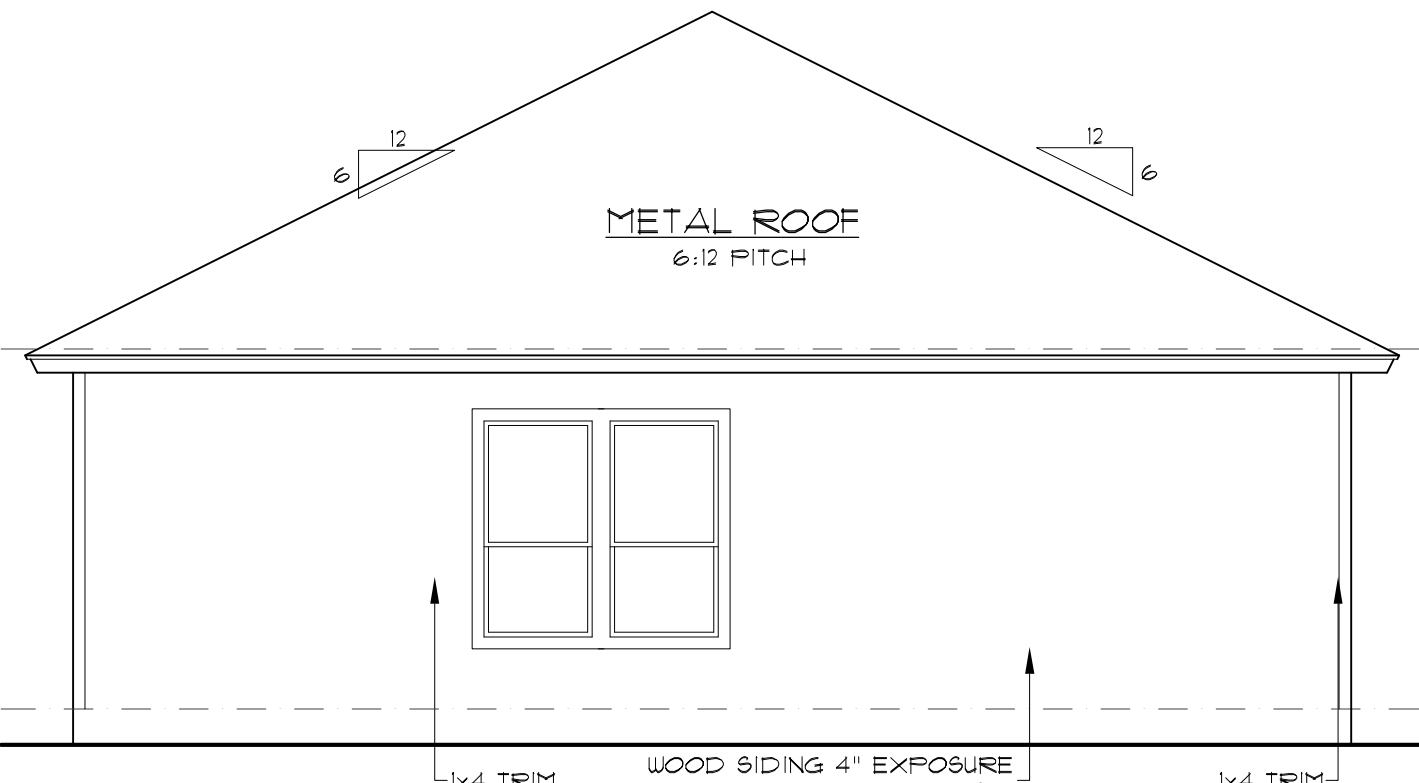 12
6
12
6
METAL ROOF
6:12 PITCH
WOOD SIDING 4" EXPOSURE
1x4 TRIM
1x4 TRIM